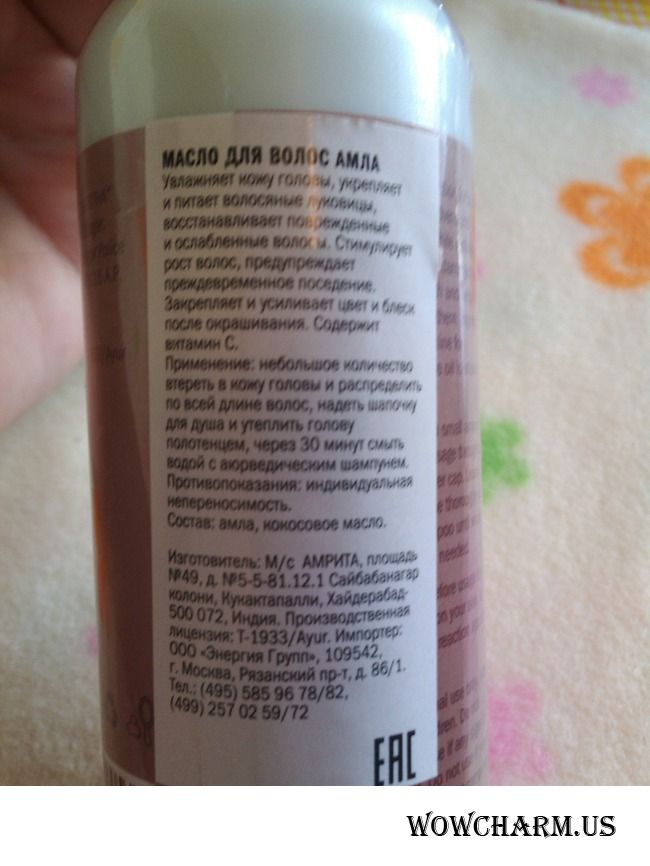 МАСЛО ДЛЯ ВОЛОС АМЛА
Увлажняет кожу головы, укрепляет
и питает волосяные луковицы,
восстанавливает поврежденные
и ослабленные волосы. Стимулирует
рост волос, предупреждает
преждевременное поседение.
Закрепляет и усиливает цвет и блеск
после окрашивания. Содержит
витамин С.
Применение: небольшое количество
втереть в кожу головы и распределить
по всей длине волос, надеть шапочку
для душа и утеплить голову
полотенцем, через 30 минут смыть
водой с аюрведическим шампунем.
Противопоказания: индивидуальная
непереносимость.
Состав: амла, кокосовое масло.
Изготовитель: М/с АМРИТА, площадь
№49, д. №5-5-81.12.1 Сайбабанагар
колони, Кукактапалли, Хайдерабад-
500 072, Индия. Производственная
лицензия: Т-1933/Ayur. Импортер:
ООО «Энергия Групп», 109542,
г. Москва, Рязанский пр-т, д. 86/1.
Тел.: (495) 585 96 78/82,
(499) 257 02 59/72
EAC
WOWCHARM.US